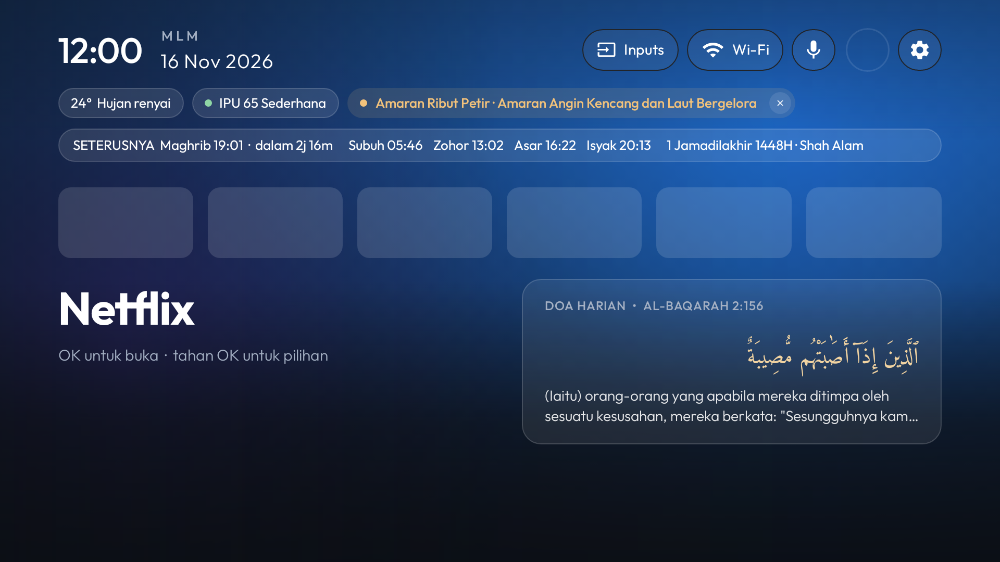 12:00
MLM
16 Nov 2026
Inputs
Wi-Fi
24° Hujan renyai
IPU 65 Sederhana
Amaran Ribut Petir · Amaran Angin Kencang dan Laut Bergelora
SETERUSNYA Maghrib 19:01 · dalam 2j 16m Subuh 05:46 Zohor 13:02 Asar 16:22 Isyak 20:13 1 Jamadilakhir 1448H · Shah Alam
Netflix
OK untuk buka · tahan OK untuk pilihan
DOA HARIAN • AL-BAQARAH 2:156
ٱلَّذِينَ إِذَآ أَصَٰبَتْهُم مُّصِيبَةٌ
(Iaitu) orang-orang yang apabila mereka ditimpa oleh
sesuatu kesusahan, mereka berkata: "Sesungguhnya kam…